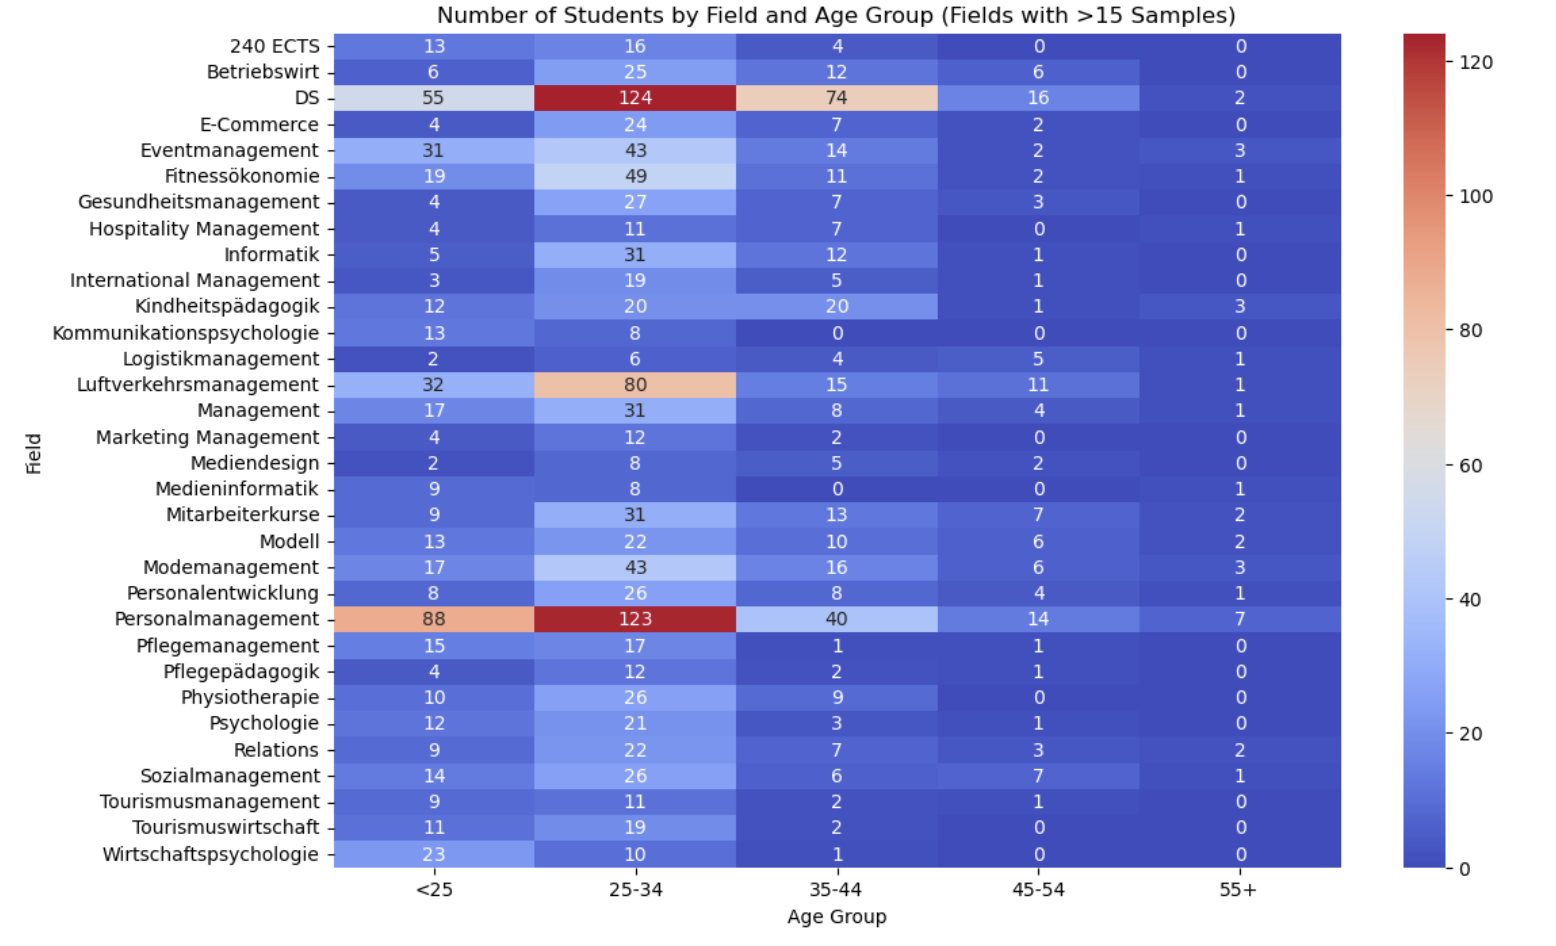 Number of Students by Field and Age Group (Fields with >15 Samples)
240 ECTS 13 16 4 0 0
Betriebswirt 6 25 12 6 0
DS 55 124 74 16 2
E-Commerce 4 24 7 2 0
Eventmanagement 31 43 14 2 3
Fitnessökonomie 19 49 11 2 1
Gesundheitsmanagement 4 27 7 3 0
Hospitality Management 4 11 7 0 1
Informatik 5 31 12 1 0
International Management 3 19 5 1 0
Kindheitspädagogik 12 20 20 1 3
Kommunikationspsychologie 13 8 0 0 0
Logistikmanagement 2 6 4 5 1
Luftverkehrsmanagement 32 80 15 11 1
Management 17 31 8 4 1
Marketing Management 4 12 2 0 0
Mediendesign 2 8 5 2 0
Medieninformatik 9 8 0 0 1
Mitarbeiterkurse 9 31 13 7 2
Modell 13 22 10 6 2
Modemanagement 17 43 16 6 3
Personalentwicklung 8 26 8 4 1
Personalmanagement 88 123 40 14 7
Pflegemanagement 15 17 1 1 0
Pflegepädagogik 4 12 2 1 0
Physiotherapie 10 26 9 0 0
Psychologie 12 21 3 1 0
Relations 9 22 7 3 2
Sozialmanagement 14 26 6 7 1
Tourismusmanagement 9 11 2 1 0
Tourismuswirtschaft 11 19 2 0 0
Wirtschaftspsychologie 23 10 1 0 0
<25 25-34 35-44 45-54 55+
Age Group
Field
120
100
80
60
40
20
0